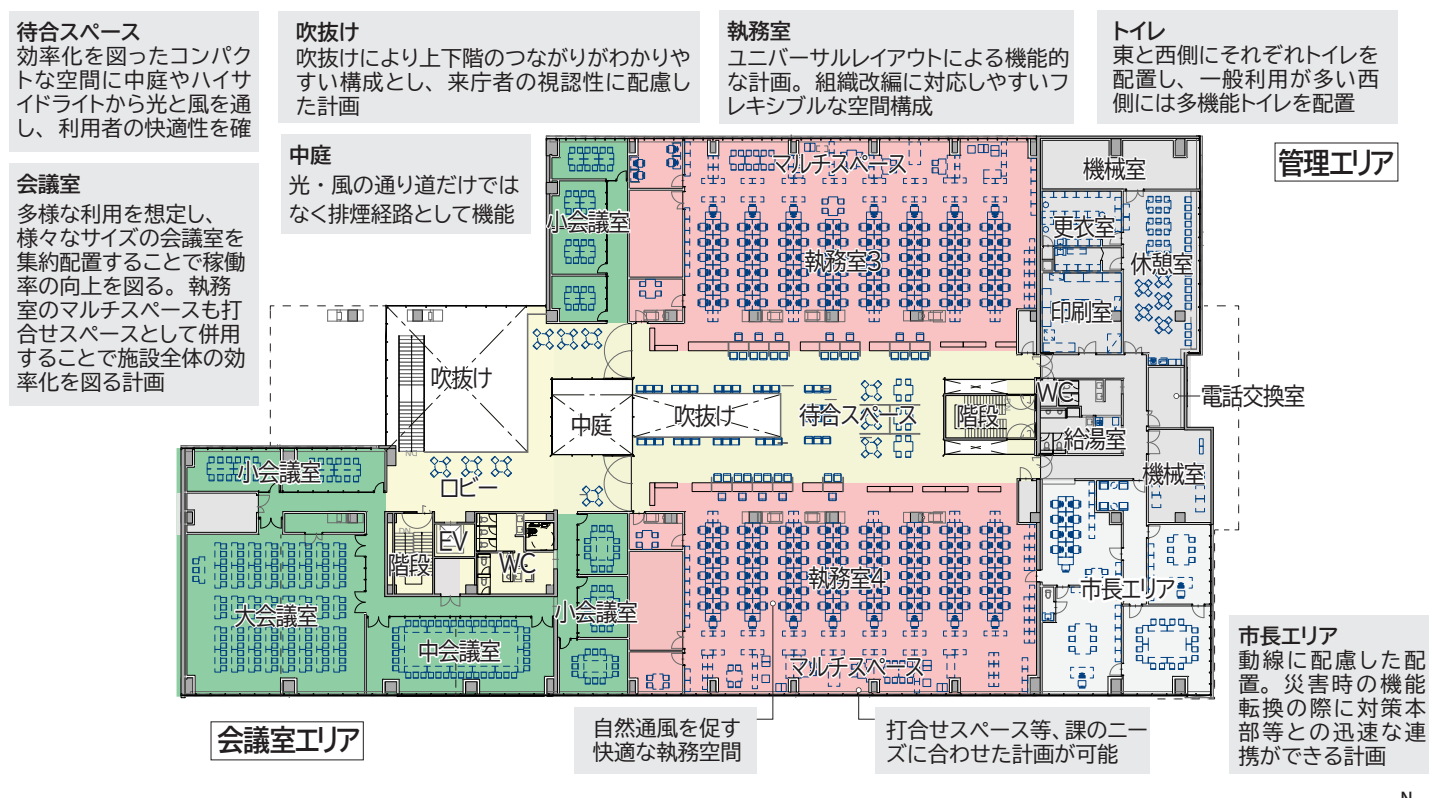 待合スペース
効率化を図ったコンパク
トな空間に中庭やハイサ
イドライトから光と風を通
し、利用者の快適性を確
吹抜け
吹抜けにより上下階のつながりがわかりや
すい構成とし、来庁者の視認性に配慮し
た計画
執務室
ユニバーサルレイアウトによる機能的
な計画。組織改編に対応しやすいフ
レキシブルな空間構成
トイレ
東と西側にそれぞれトイレを
配置し、一般利用が多い西
側には多機能トイレを配置
中庭
光・風の通り道だけでは
なく排煙経路として機能
会議室
多様な利用を想定し、
様々なサイズの会議室を
集約配置することで稼働
率の向上を図る。執務
室のマルチスペースも打
合せスペースとして併用
することで施設全体の効
率化を図る計画
管理エリア
マルチスペース
機械室
小会議室
更衣室
執務室3
休憩室
印刷室
吹抜け
WC
電話交換室
中庭
吹抜け
待合スペース
階段
給湯室
小会議室
機械室
ロビー
DN
DN
EV
階段
WC
執務室4
市長エリア
大会議室
小会議室
中会議室
マルチスペース
市長エリア
動線に配慮した配
置。災害時の機能
転換の際に対策本
部等との迅速な連
携ができる計画
会議室エリア
自然通風を促す
快適な執務空間
打合せスペース等、課のニー
ズに合わせた計画が可能
N